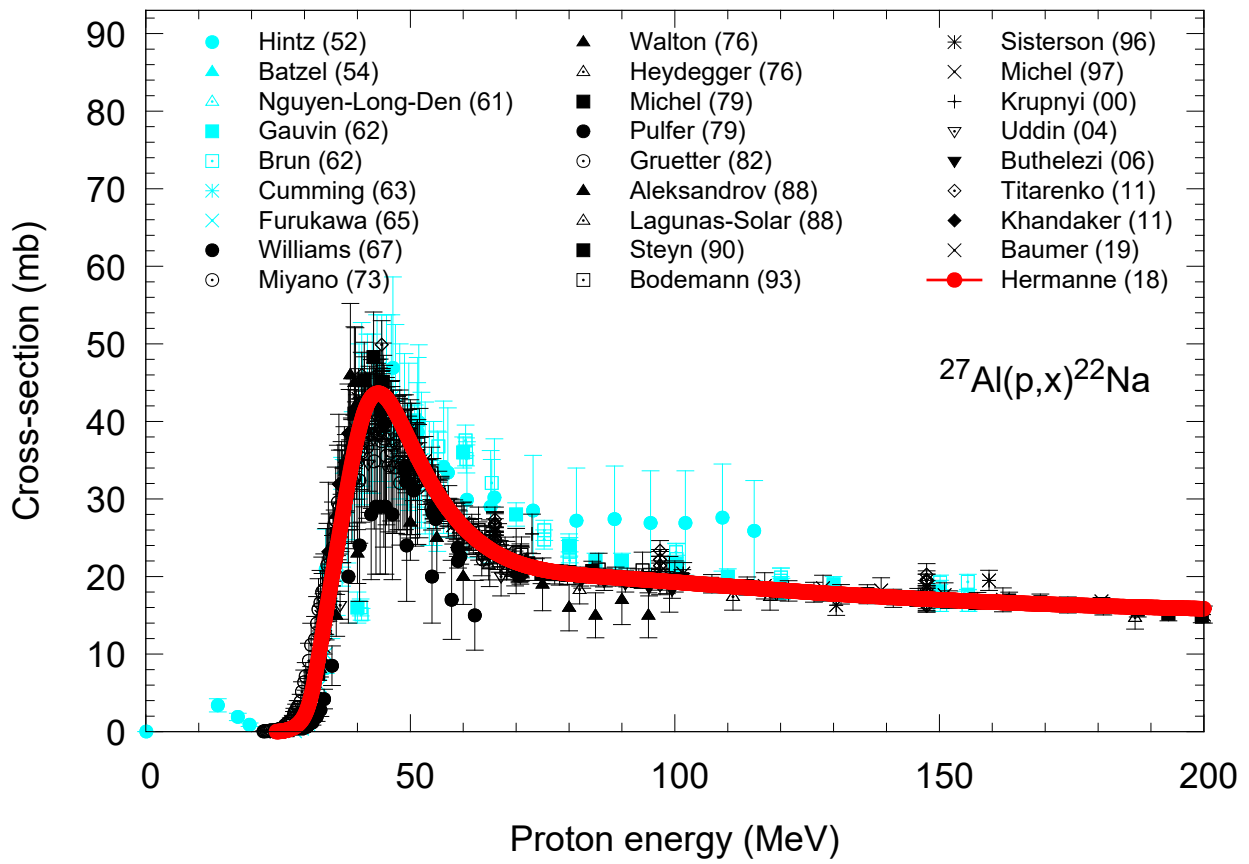 90
80
70
60
50
40
30
20
10
0
Cross-section (mb)
Hintz (52)
Batzel (54)
Nguyen-Long-Den (61)
Gauvin (62)
Brun (62)
Cumming (63)
Furukawa (65)
Williams (67)
Miyano (73)
Walton (76)
Heydegger (76)
Michel (79)
Pulfer (79)
Gruetter (82)
Aleksandrov (88)
Lagunas-Solar (88)
Steyn (90)
Bodemann (93)
Sisterson (96)
Michel (97)
Krupnyi (00)
Uddin (04)
Buthelezi (06)
Titarenko (11)
Khandaker (11)
Baumer (19)
Hermanne (18)
²⁷Al(p,x)²²Na
0 50 100 150 200
Proton energy (MeV)